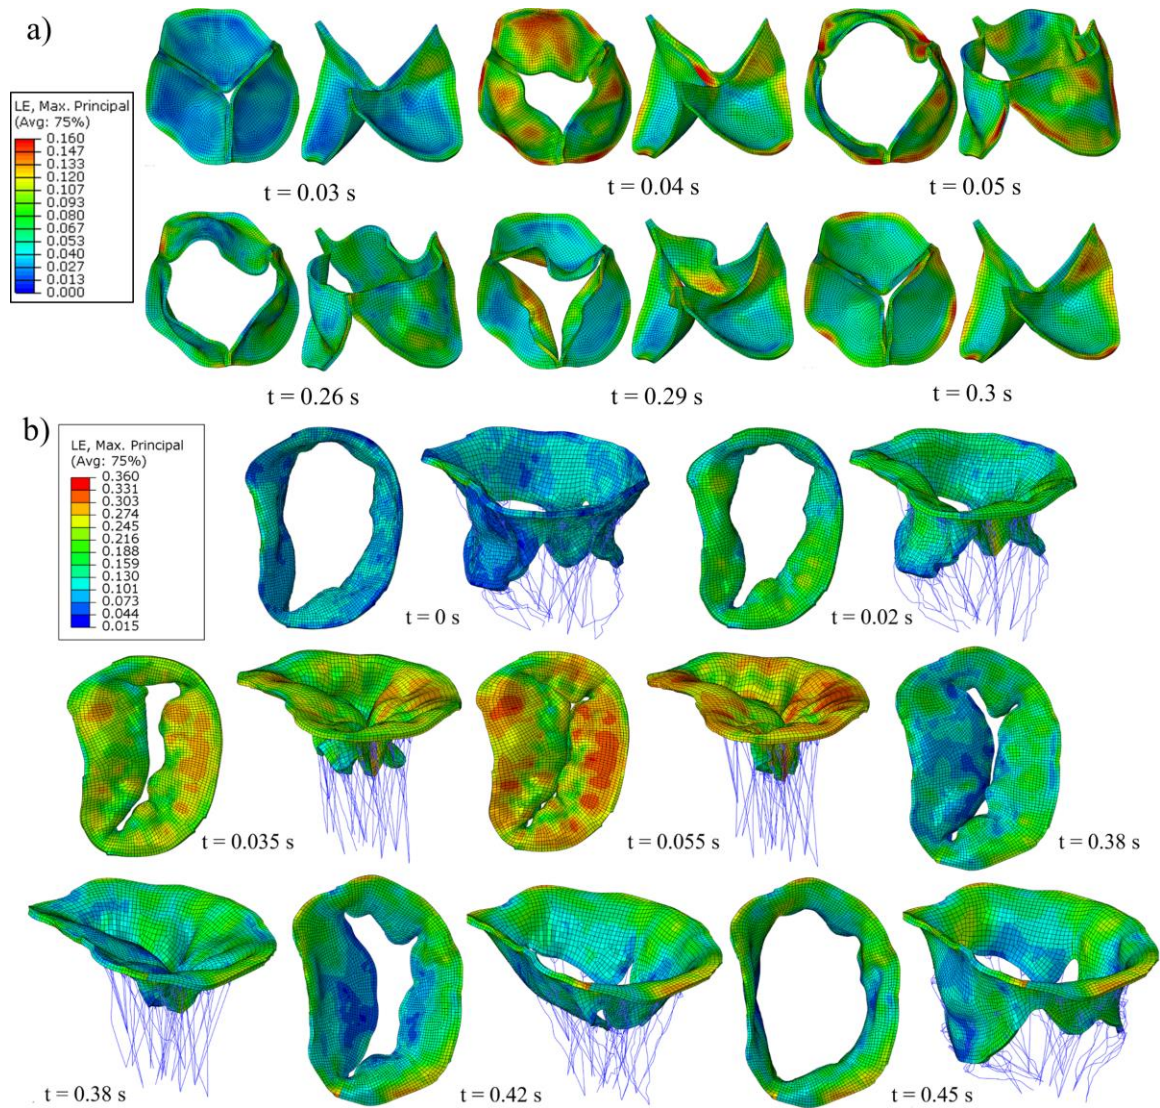 a)
LE, Max. Principal
(Avg: 75%)
0.160
0.147
0.133
0.120
0.107
0.093
0.080
0.067
0.053
0.040
0.027
0.013
0.000
t = 0.03 s
t = 0.04 s
t = 0.05 s
t = 0.26 s
t = 0.29 s
t = 0.3 s
b)
LE, Max. Principal
(Avg: 75%)
0.360
0.331
0.303
0.274
0.245
0.216
0.188
0.159
0.130
0.101
0.073
0.044
0.015
t = 0 s
t = 0.02 s
t = 0.035 s
t = 0.055 s
t = 0.38 s
t = 0.38 s
t = 0.42 s
t = 0.45 s